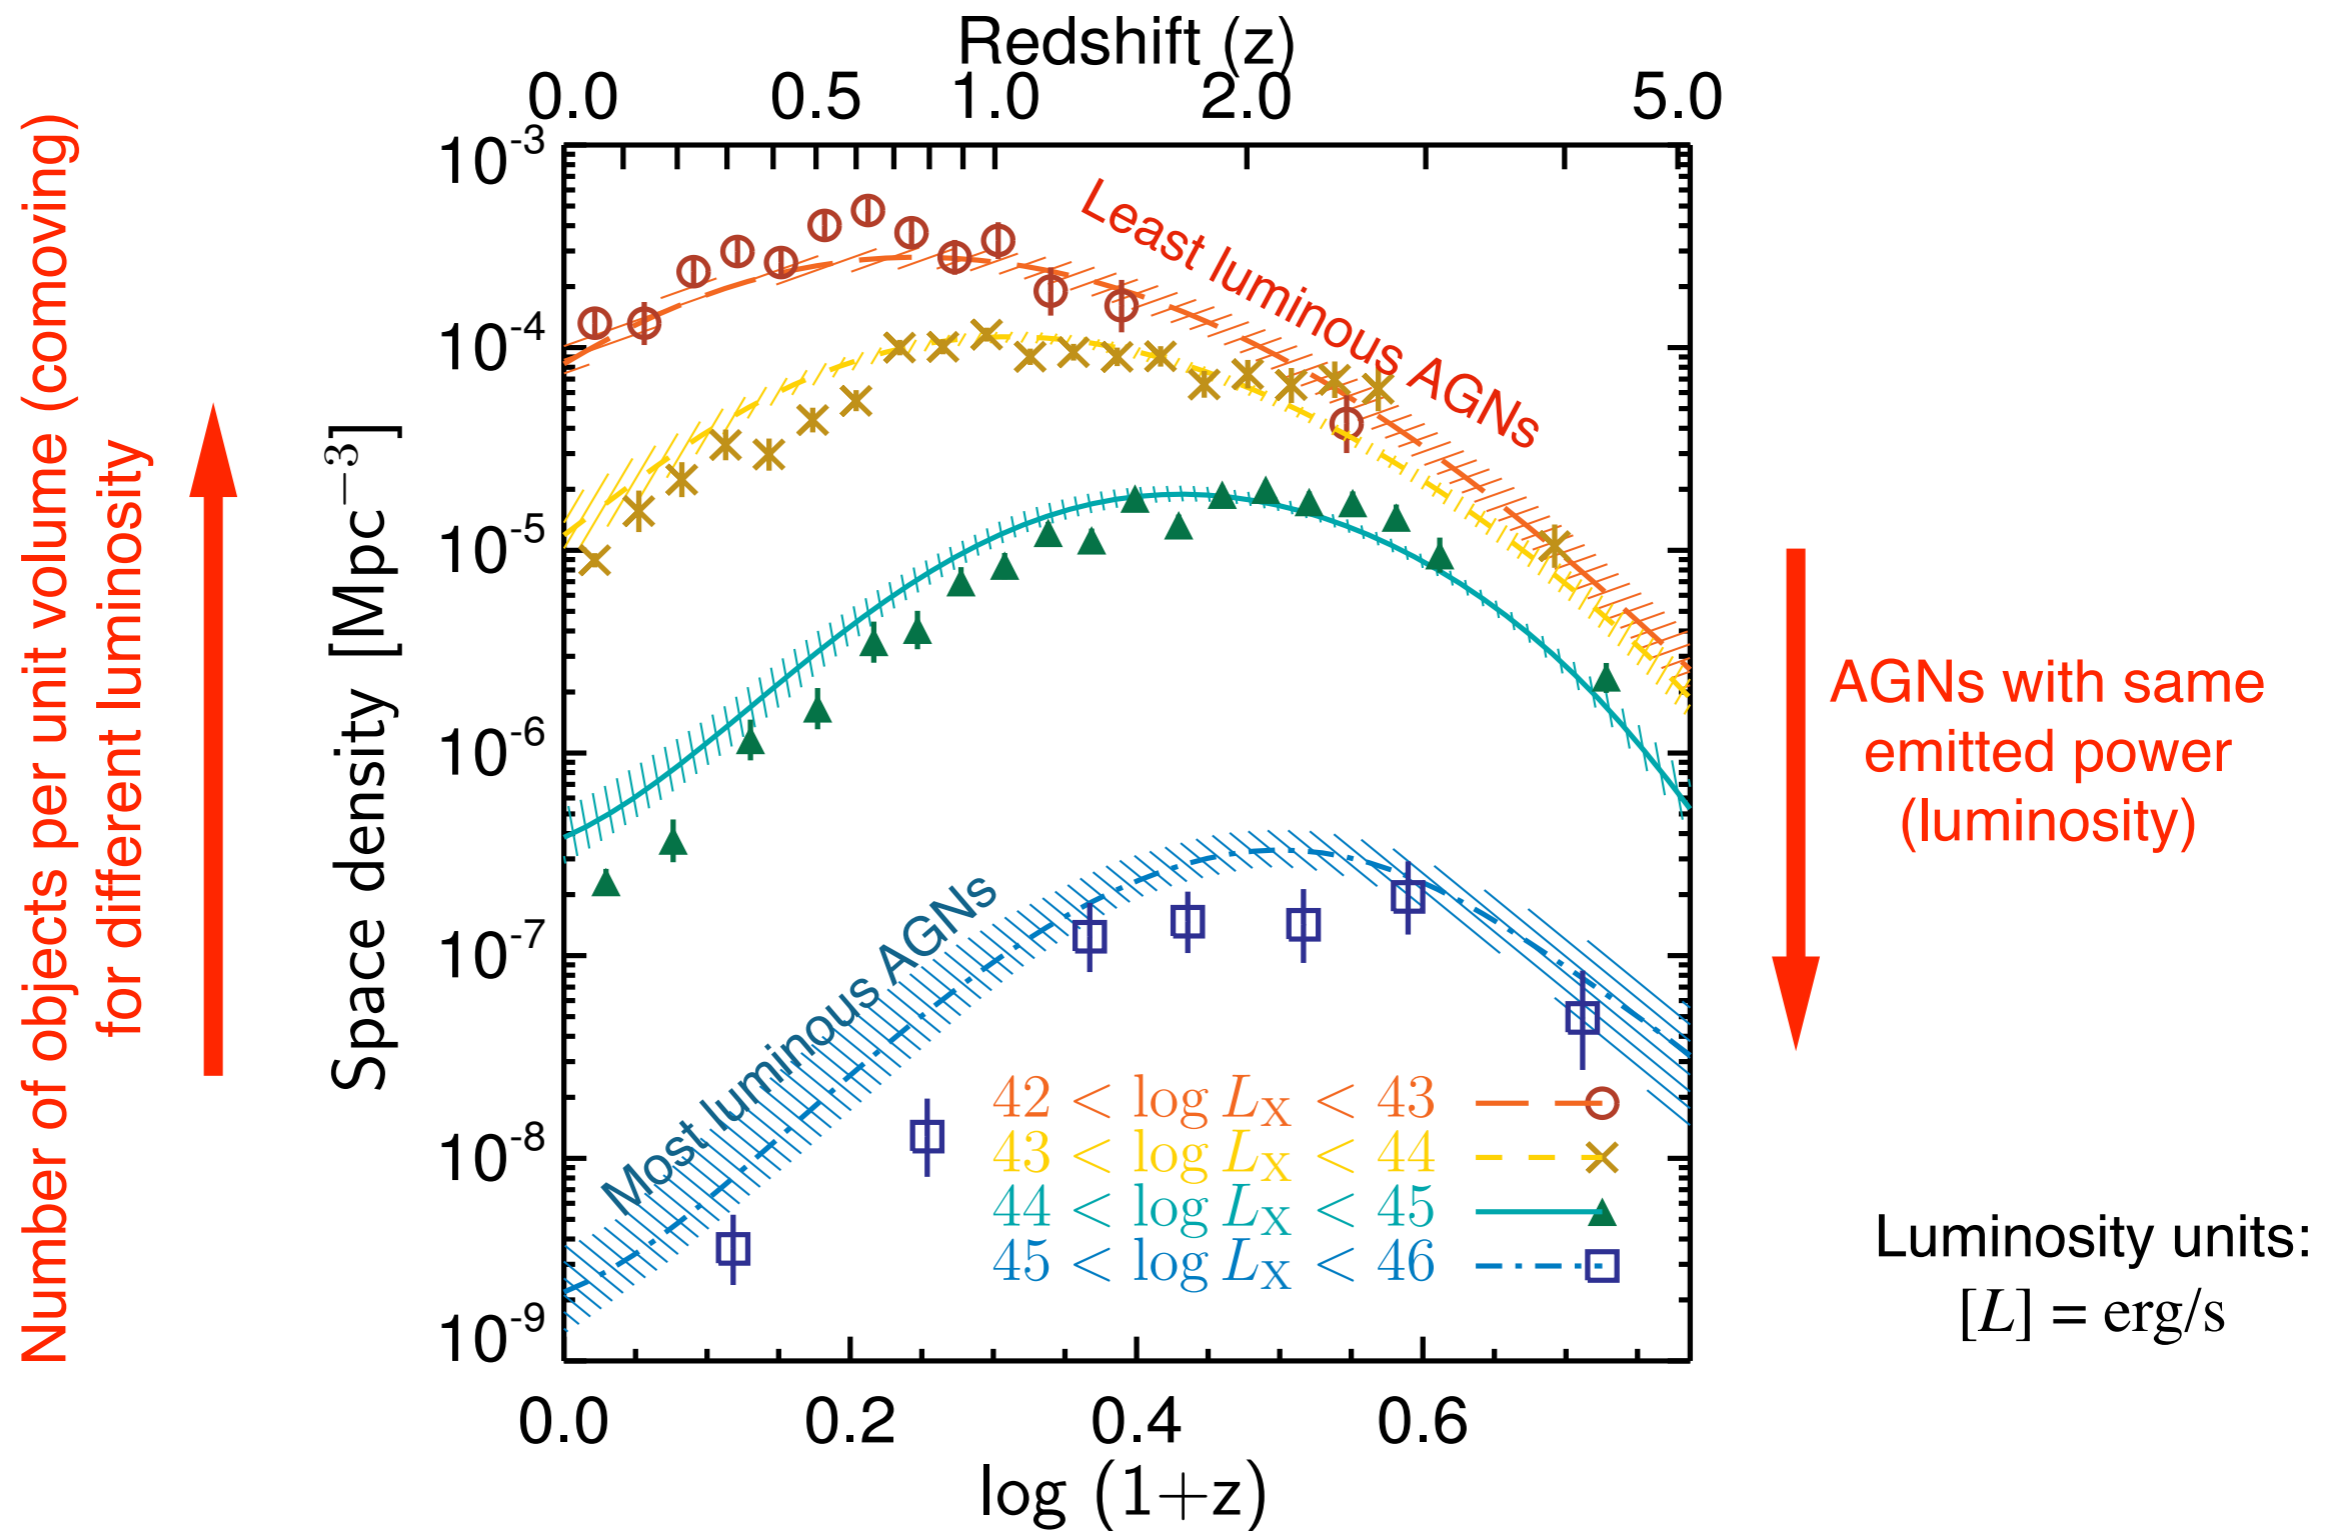 Redshift (z)
0.0 0.5 1.0 2.0 5.0
Number of objects per unit volume (comoving)
for different luminosity
Space density [Mpc⁻³]
10⁻³
10⁻⁴
10⁻⁵
10⁻⁶
10⁻⁷
10⁻⁸
10⁻⁹
Least luminous AGNs
Most luminous AGNs
42 < log L_X < 43
43 < log L_X < 44
44 < log L_X < 45
45 < log L_X < 46
AGNs with same
emitted power
(luminosity)
Luminosity units:
[L] = erg/s
0.0 0.2 0.4 0.6
log (1+z)